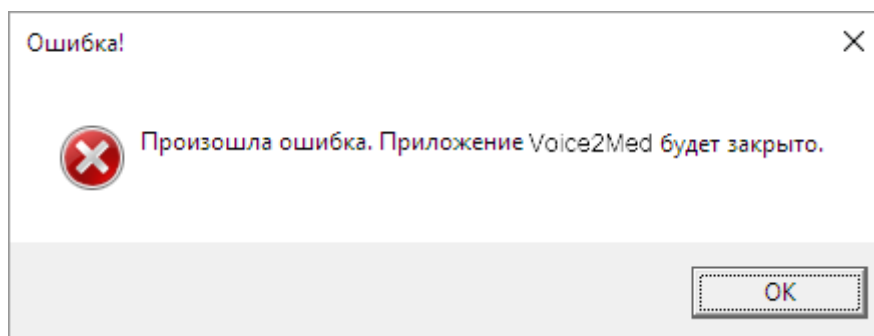 Ошибка!
Произошла ошибка. Приложение Voice2Med будет закрыто.
OK